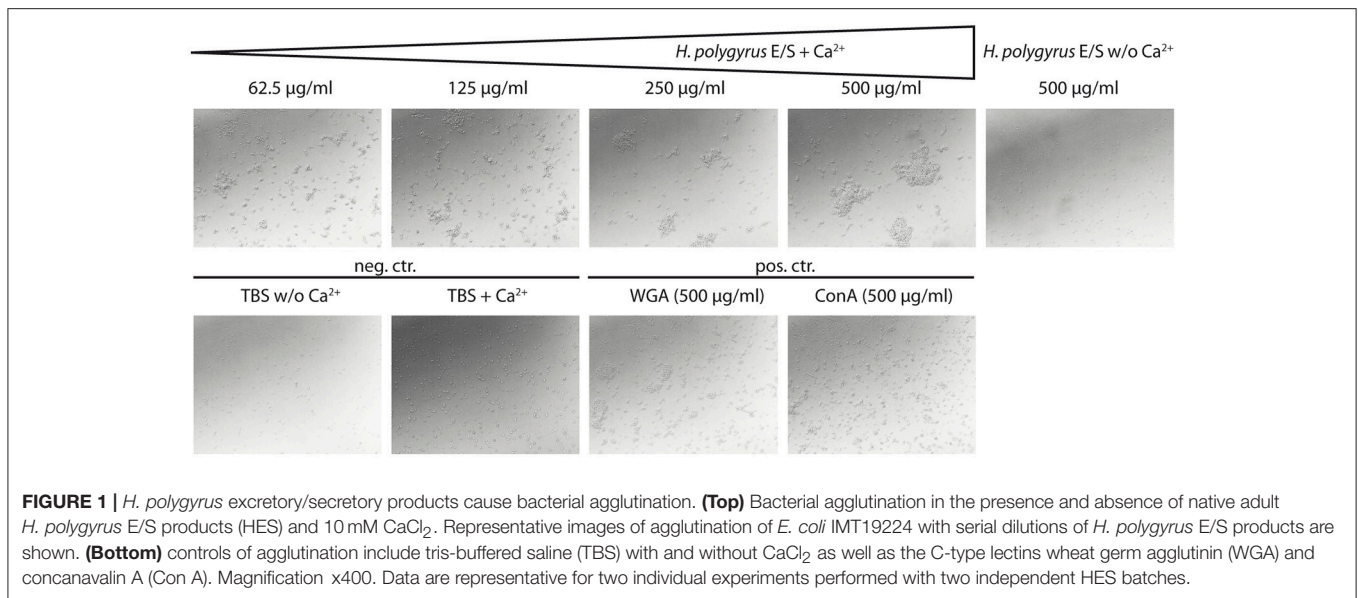 H. polygyrus E/S + Ca²⁺
H. polygyrus E/S w/o Ca²⁺
62.5 µg/ml 125 µg/ml 250 µg/ml 500 µg/ml 500 µg/ml
neg. ctr. pos. ctr.
TBS w/o Ca²⁺ TBS + Ca²⁺ WGA (500 µg/ml) ConA (500 µg/ml)
FIGURE 1 | H. polygyrus excretory/secretory products cause bacterial agglutination. (Top) Bacterial agglutination in the presence and absence of native adult
H. polygyrus E/S products (HES) and 10 mM CaCl₂. Representative images of agglutination of E. coli IMT19224 with serial dilutions of H. polygyrus E/S products are
shown. (Bottom) controls of agglutination include tris-buffered saline (TBS) with and without CaCl₂ as well as the C-type lectins wheat germ agglutinin (WGA) and
concanavalin A (Con A). Magnification x400. Data are representative for two individual experiments performed with two independent HES batches.